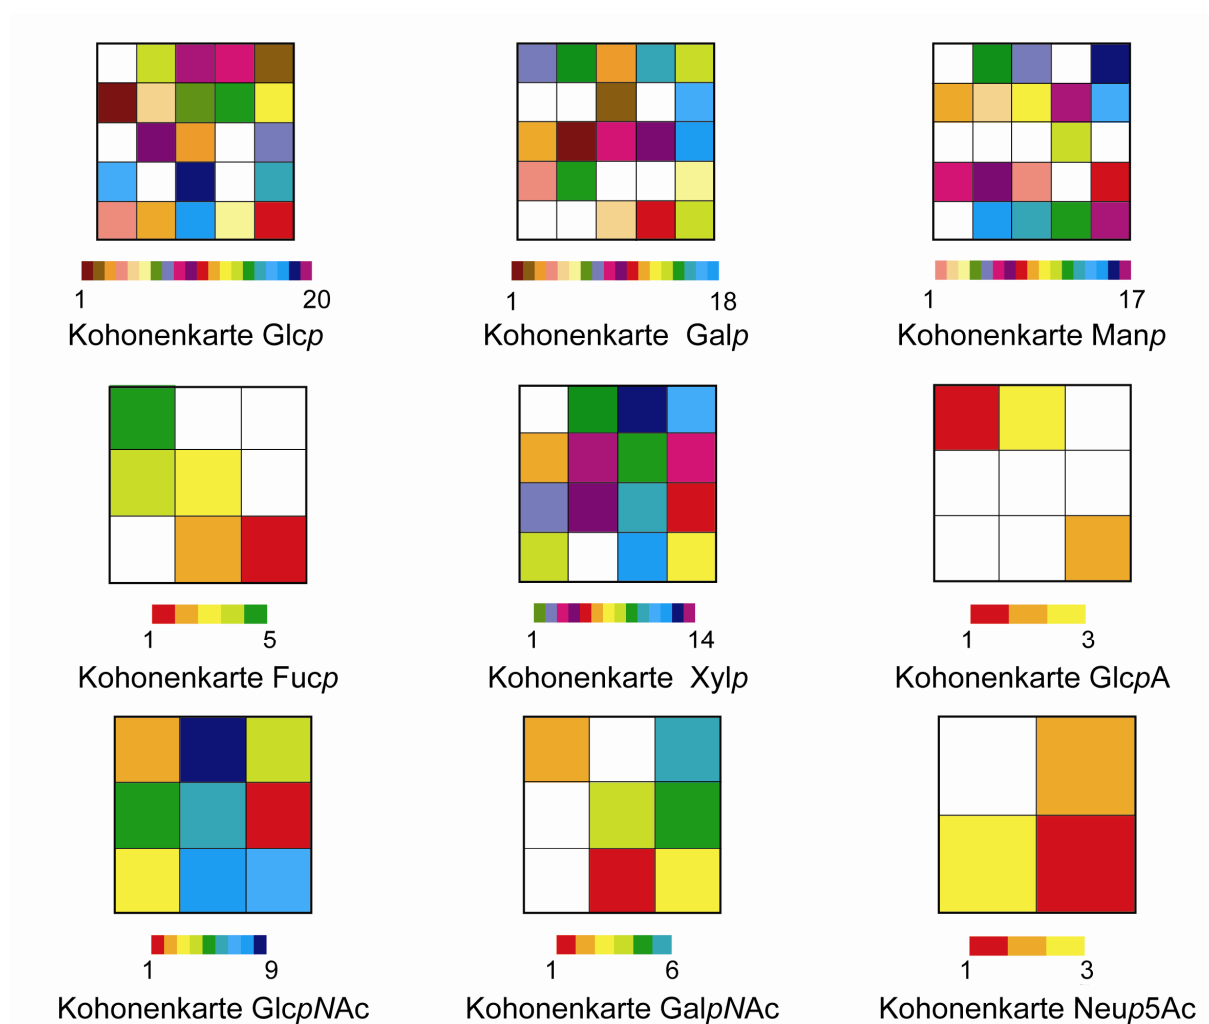 1 20
Kohonenkarte Glcp
1 18
Kohonenkarte Galp
1 17
Kohonenkarte Manp
1 5
Kohonenkarte Fucp
1 14
Kohonenkarte Xylp
1 3
Kohonenkarte GlcpA
1 9
Kohonenkarte GlcpNAc
1 6
Kohonenkarte GalpNAc
1 3
Kohonenkarte Neup5Ac